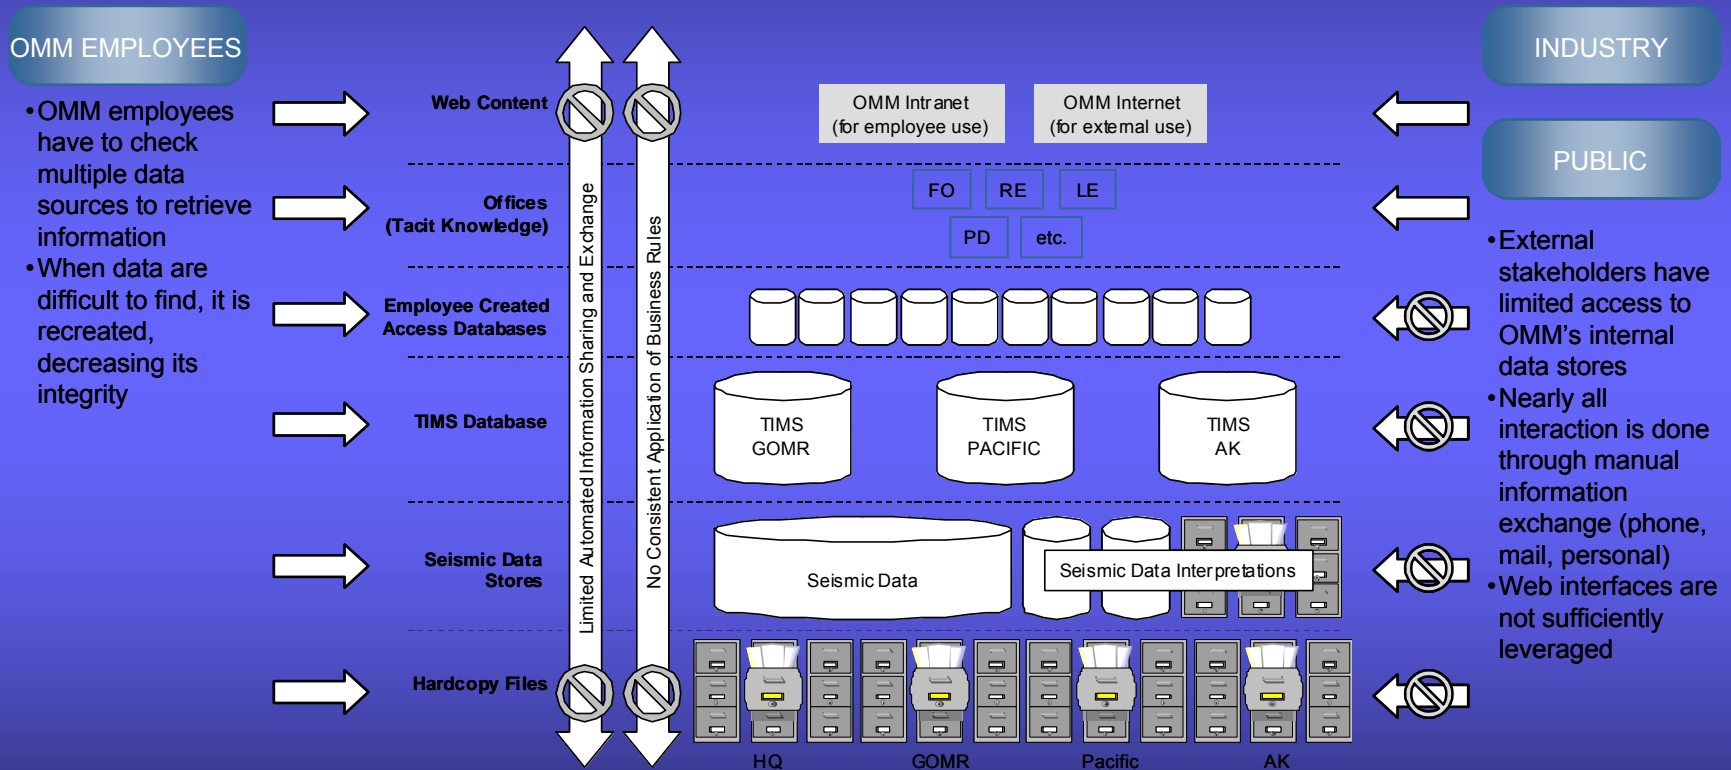 OMM EMPLOYEES
•OMM employees
have to check
multiple data
sources to retrieve
information
•When data are
difficult to find, it is
recreated,
decreasing its
integrity
Web Content
Offices
(Tacit Knowledge)
Employee Created
Access Databases
TIMS Database
Seismic Data
Stores
Hardcopy Files
Limited Automated Information Sharing and Exchange
No Consistent Application of Business Rules
OMM Intranet
(for employee use)
OMM Internet
(for external use)
FO
RE
LE
PD
etc.
TIMS
GOMR
TIMS
PACIFIC
TIMS
AK
Seismic Data
Seismic Data Interpretations
HQ
GOMR
Pacific
AK
INDUSTRY
PUBLIC
•External
stakeholders have
limited access to
OMM's internal
data stores
•Nearly all
interaction is done
through manual
information
exchange (phone,
mail, personal)
•Web interfaces are
not sufficiently
leveraged